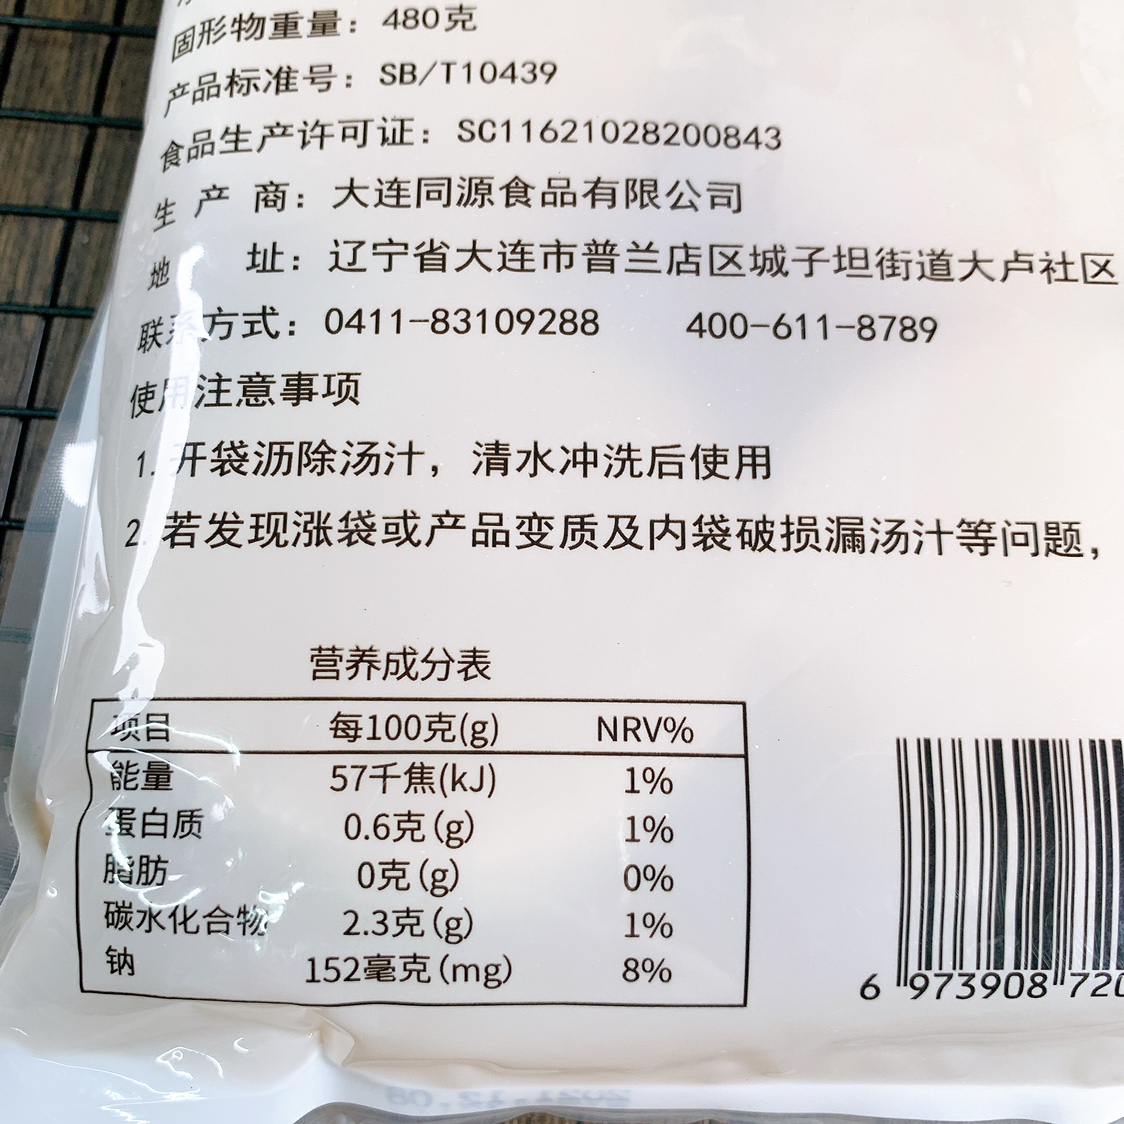 固形物重量：480克
产品标准号：SB/T10439
食品生产许可证：SC11621028200843
生 产 商：大连同源食品有限公司
地 址：辽宁省大连市普兰店区城子坦街道大卢社区
联系方式：0411-83109288 400-611-8789
使用注意事项
1. 开袋沥除汤汁，清水冲洗后使用
2. 若发现涨袋或产品变质及内袋破损漏汤汁等问题，
营养成分表
项目 每100克(g) NRV%
能量 57千焦(kJ) 1%
蛋白质 0.6克(g) 1%
脂肪 0克(g) 0%
碳水化合物 2.3克(g) 1%
钠 152毫克(mg) 8%
6 973908 720